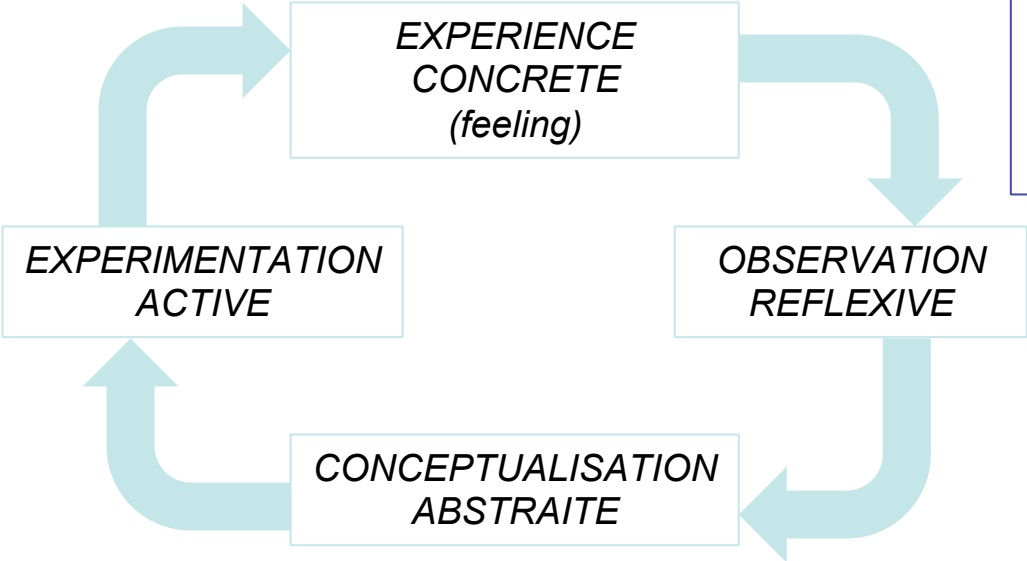 EXPERIENCE
CONCRETE
(feeling)
EXPERIMENTATION
ACTIVE
OBSERVATION
REFLEXIVE
CONCEPTUALISATION
ABSTRAITE